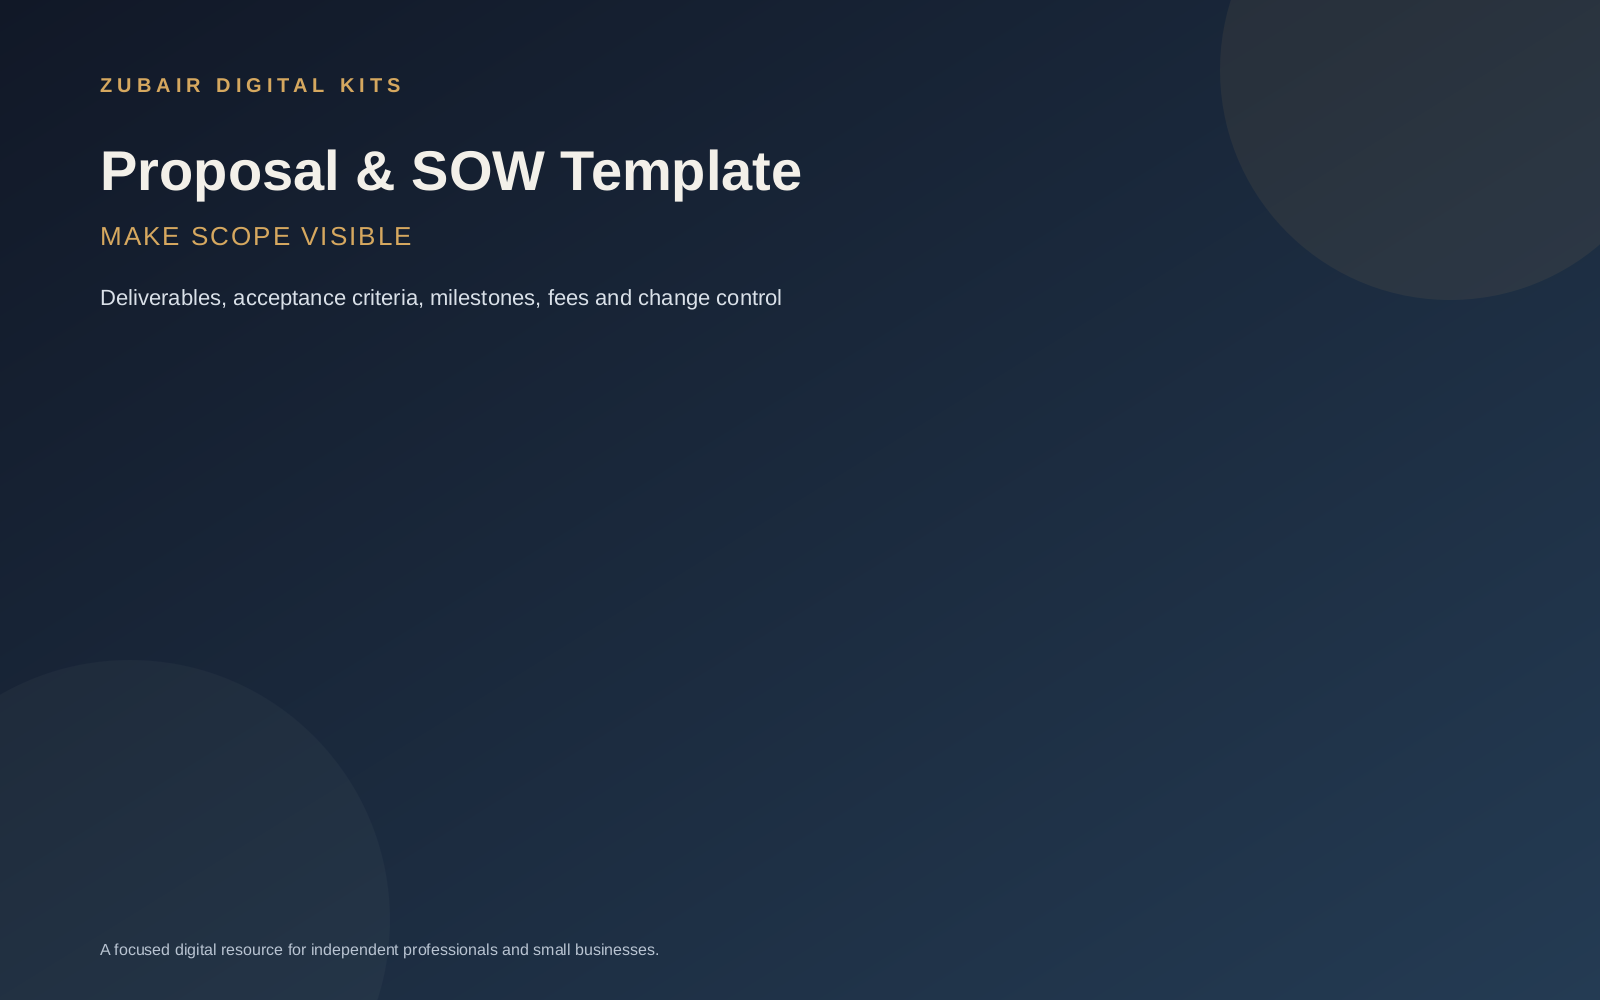 ZUBAIR DIGITAL KITS
Proposal & SOW Template
MAKE SCOPE VISIBLE
Deliverables, acceptance criteria, milestones, fees and change control
A focused digital resource for independent professionals and small businesses.